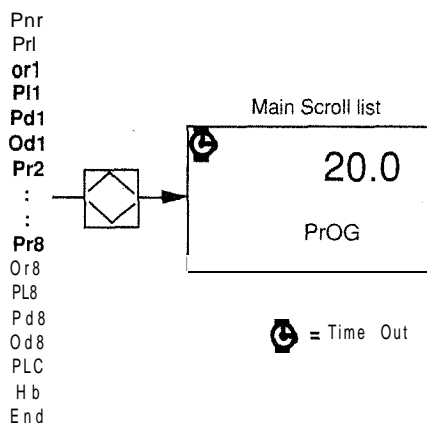 Pnr
Prl
or1
Pl1
Pd1
Od1
Pr2
:
:
Pr8
Or8
PL8
Pd8
Od8
PLC
Hb
End
Main Scroll list
20.0
PrOG
= Time Out